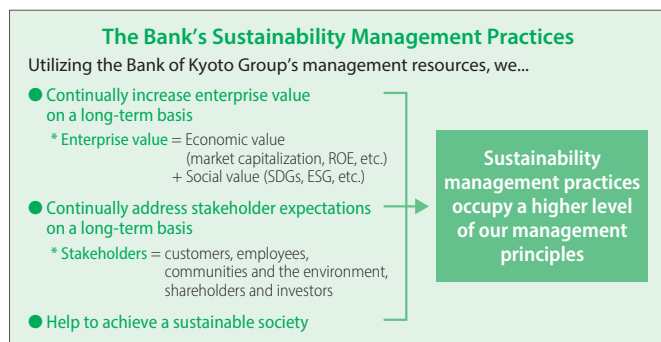 The Bank’s Sustainability Management Practices
Utilizing the Bank of Kyoto Group’s management resources, we...
● Continually increase enterprise value
on a long-term basis
* Enterprise value = Economic value
(market capitalization, ROE, etc.)
+ Social value (SDGs, ESG, etc.)
● Continually address stakeholder expectations
on a long-term basis
* Stakeholders = customers, employees,
communities and the environment,
shareholders and investors
● Help to achieve a sustainable society
Sustainability
management practices
occupy a higher level
of our management
principles